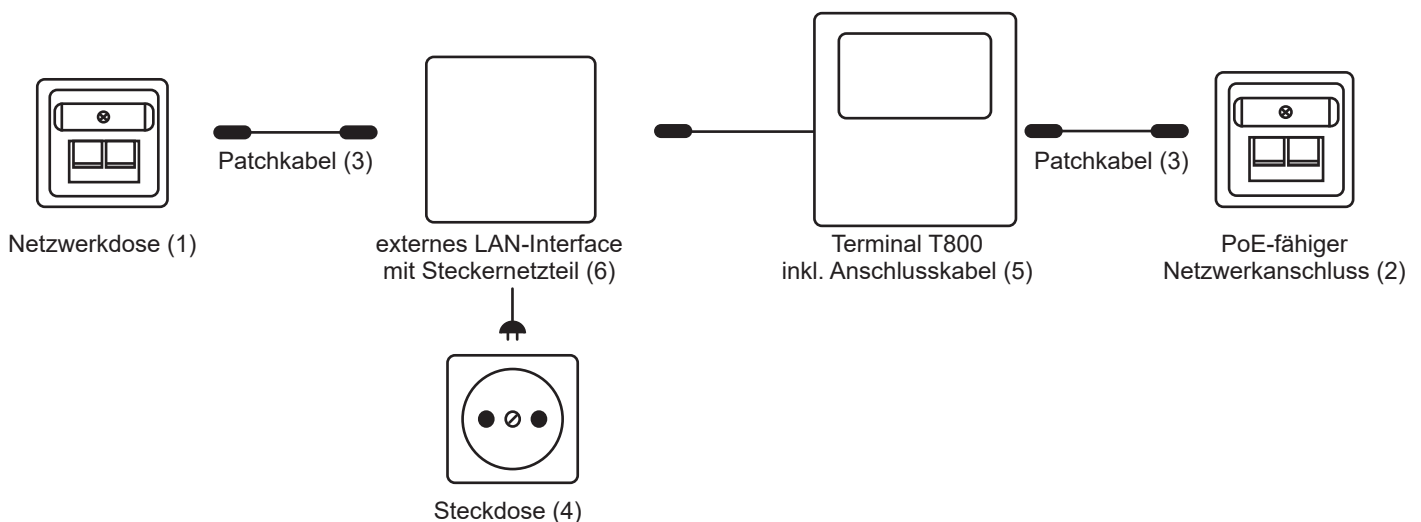 Patchkabel (3)
Patchkabel (3)
Netzwerkdose (1)
externes LAN-Interface
mit Steckernetzteil (6)
Terminal T800
inkl. Anschlusskabel (5)
PoE-fähiger
Netzwerkanschluss (2)
Steckdose (4)